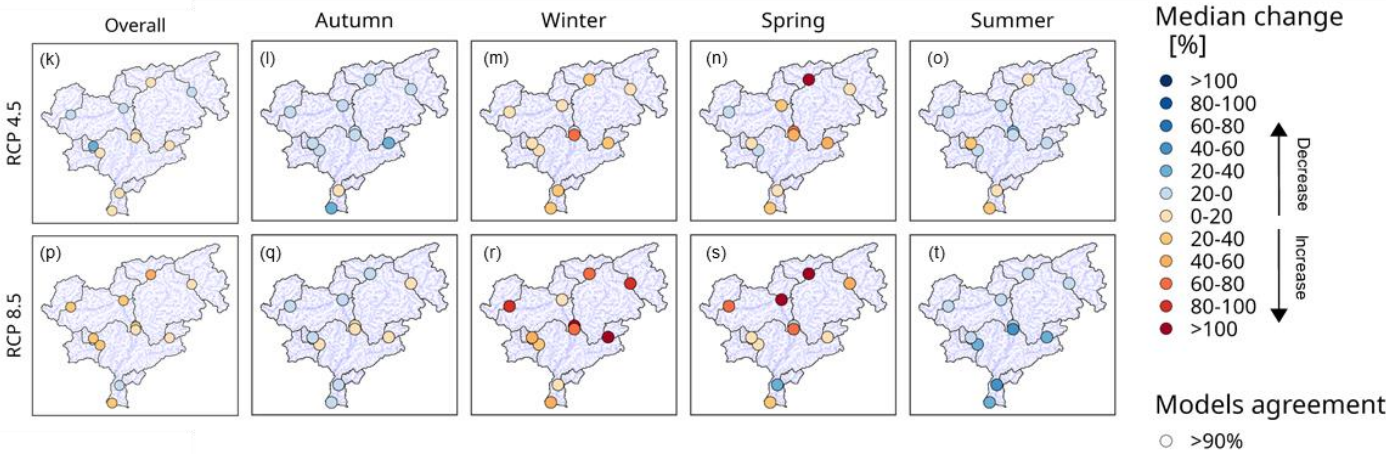 Overall
Autumn
Winter
Spring
Summer
RCP 4.5
(k)
(l)
(m)
(n)
(o)
RCP 8.5
(p)
(q)
(r)
(s)
(t)
Median change
[%]
>100
80-100
60-80
40-60
20-40
20-0
0-20
20-40
40-60
60-80
80-100
>100
Decrease
Increase
Models agreement
>90%